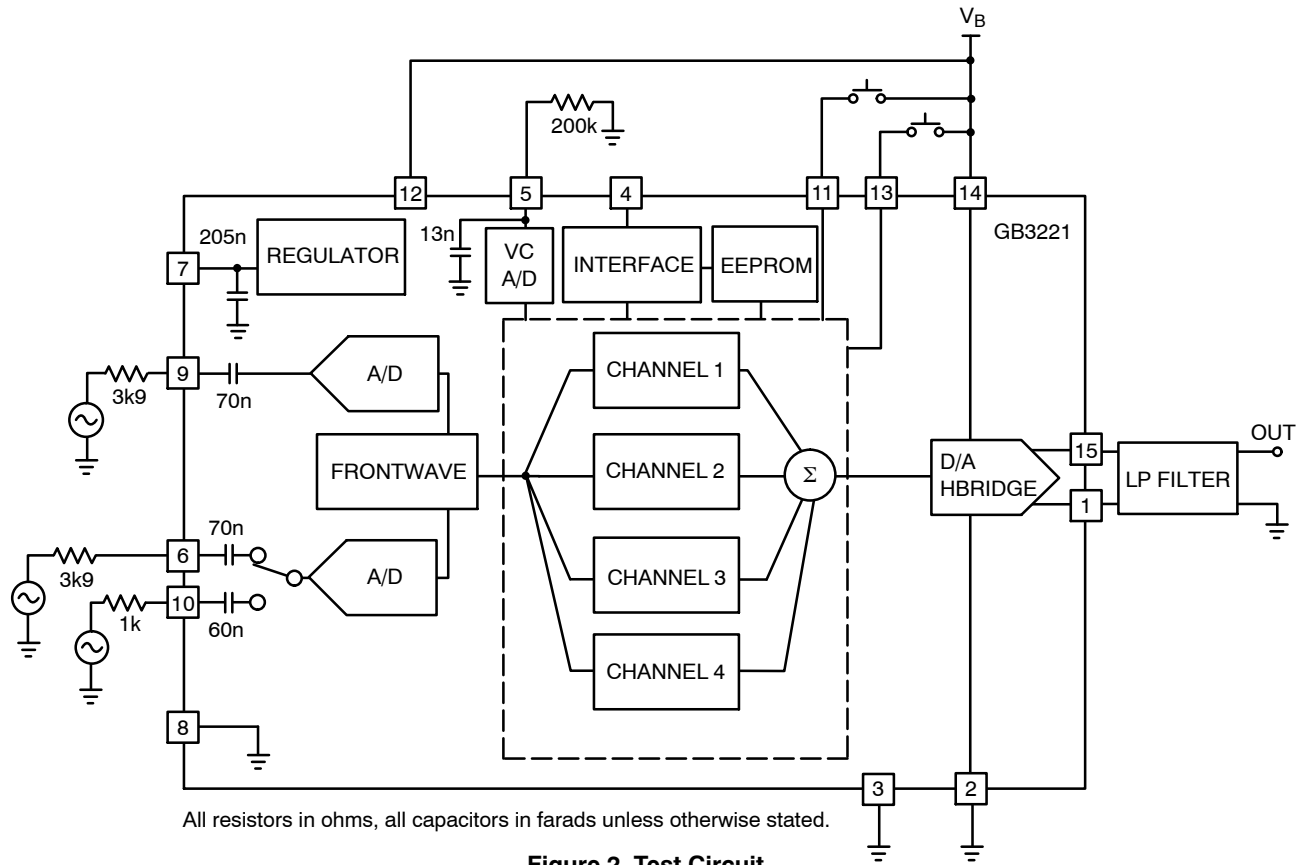 VB
200k
12
5
4
11
13
14
GB3221
205n
REGULATOR
13n
VC
A/D
INTERFACE
EEPROM
7
CHANNEL 1
9
3k9
70n
A/D
FRONTWAVE
CHANNEL 2
Σ
D/A
HBRIDGE
15
1
LP FILTER
OUT
70n
6
3k9
A/D
CHANNEL 3
10
1k
60n
CHANNEL 4
8
3
2
All resistors in ohms, all capacitors in farads unless otherwise stated.
Figure 2. Test Circuit